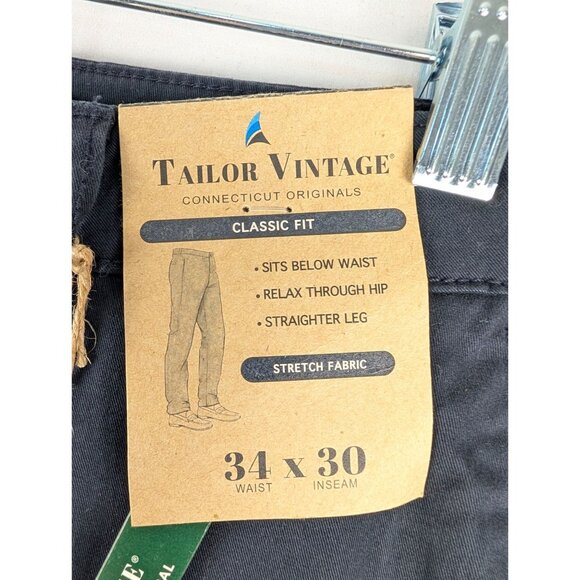 TAILOR VINTAGE®
CONNECTICUT ORIGINALS
CLASSIC FIT
• SITS BELOW WAIST
• RELAX THROUGH HIP
• STRAIGHTER LEG
STRETCH FABRIC
34 x 30
WAIST INSEAM